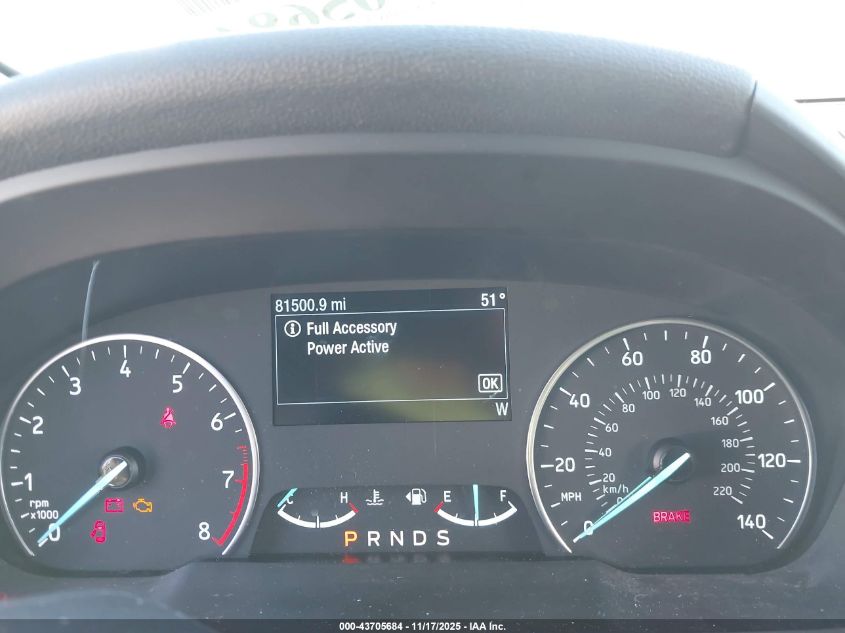 81500.9 mi 51°
Full Accessory
Power Active
OK
W
0 1 2 3 4 5 6 7 8
rpm
x1000
C H E F
P R N D S
0 20 40 60 80 100 120 140
MPH
20 40 60 80 100 120 140 160 180 200 220
km/h
BRAKE
000-43705684 - 11/17/2025 - IAA Inc.